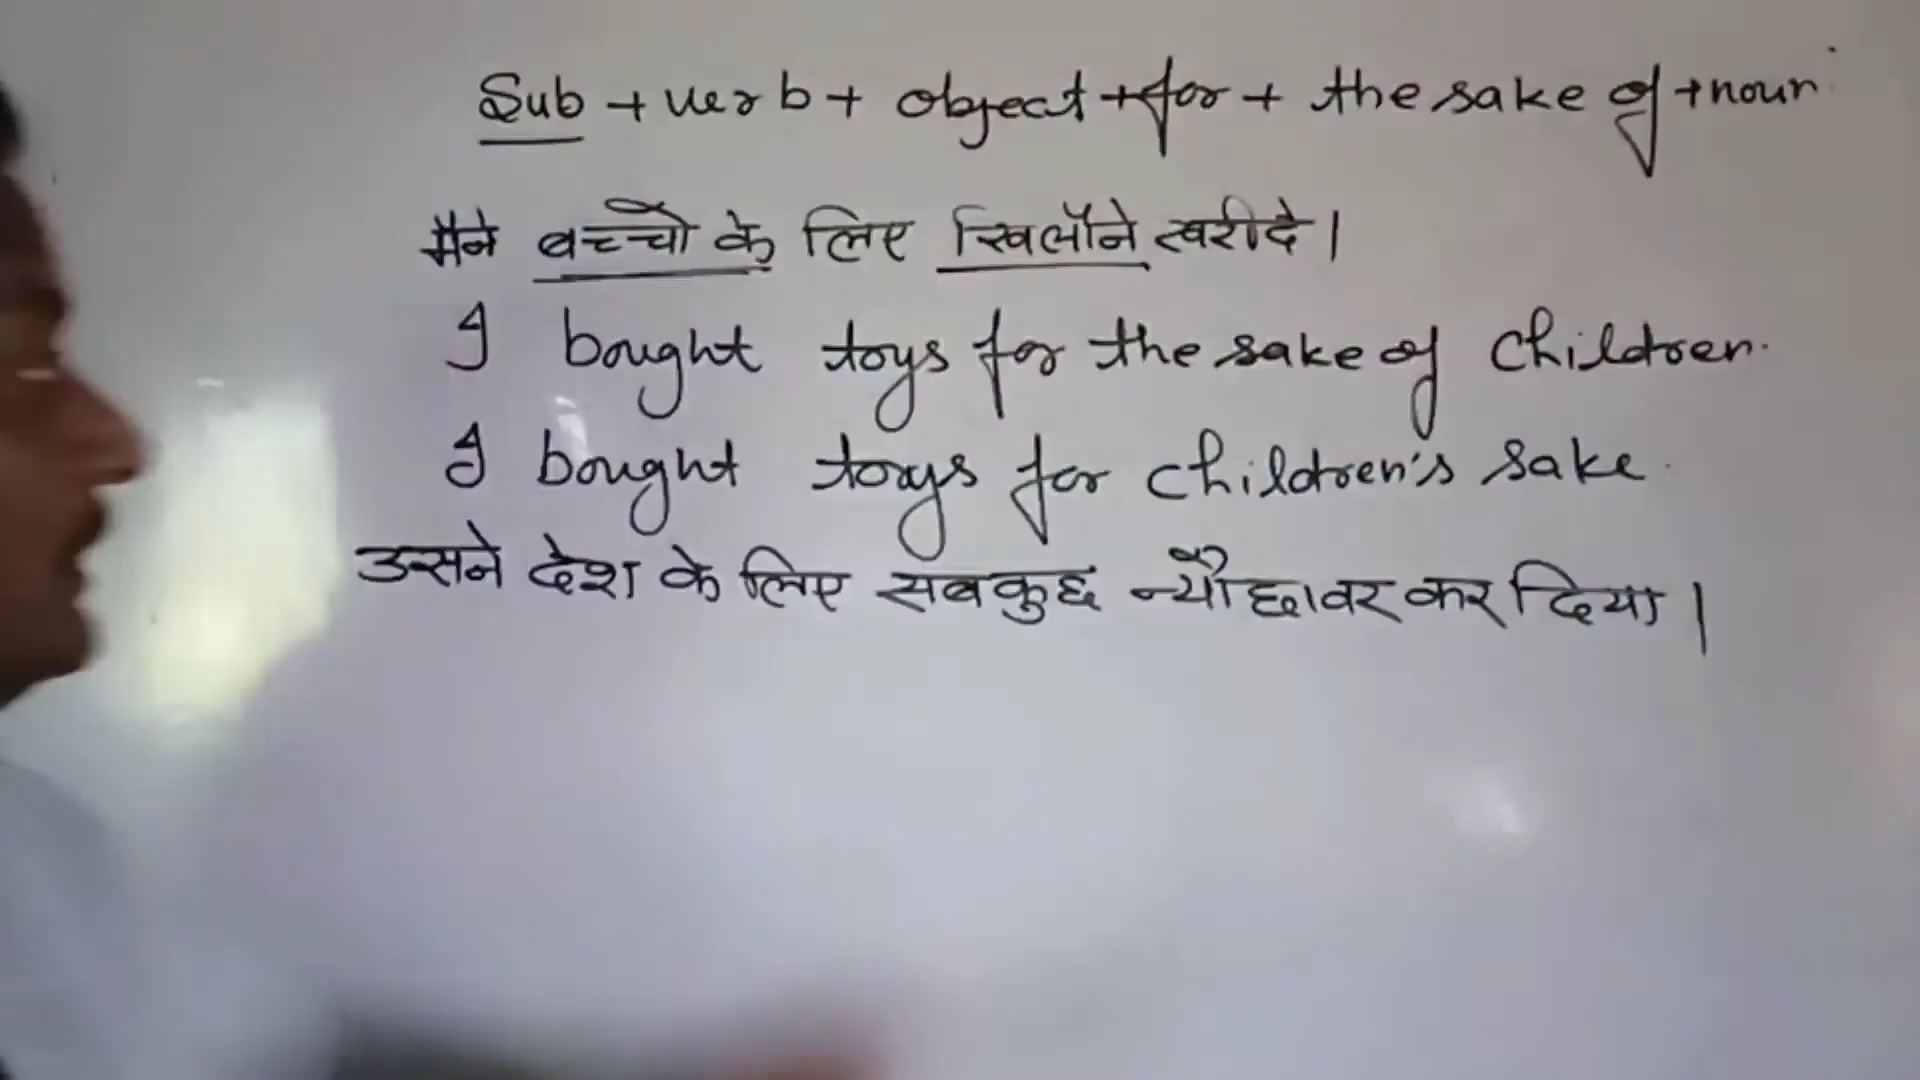 Sub + verb + object + for + the sake of + noun
मैने बच्चो के लिए खिलौने खरीदे।
I bought toys for the sake of children.
I bought toys for children's sake.
उसने देश के लिए सबकुछ न्यौछावर कर दिया।